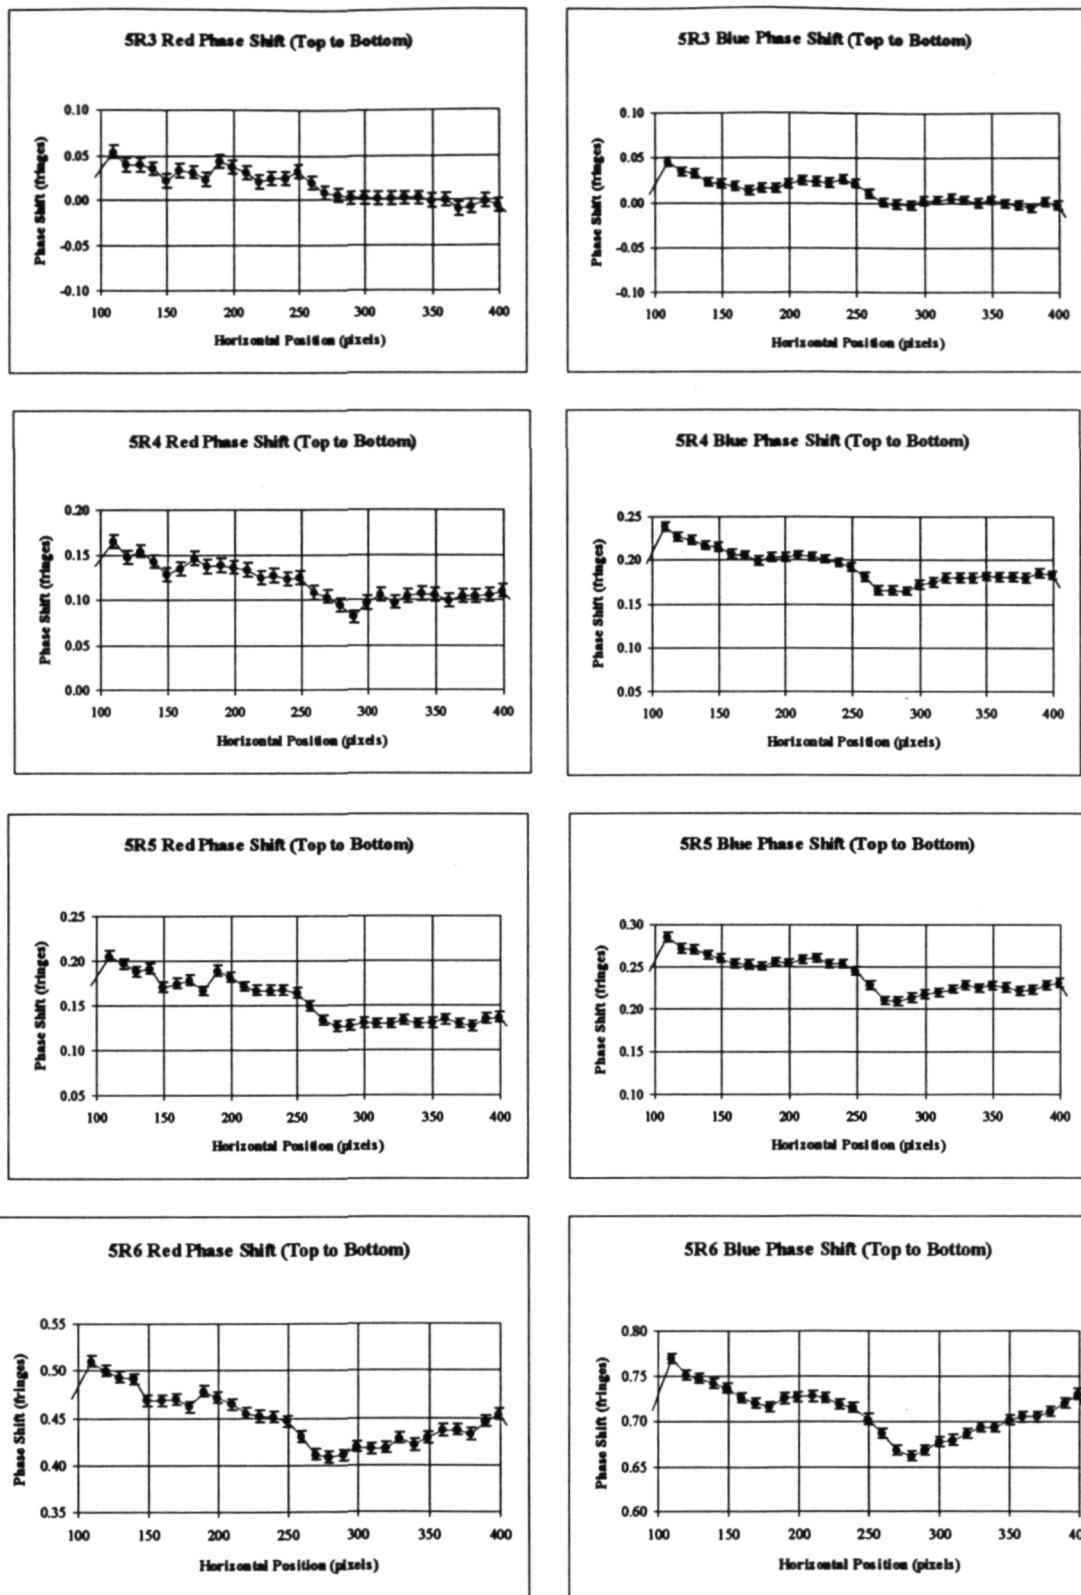 5R3 Red Phase Shift (Top to Bottom)
Phase Shift (fringes)
0.10
0.05
0.00
-0.05
-0.10
100 150 200 250 300 350 400
Horizontal Position (pixels)
5R3 Blue Phase Shift (Top to Bottom)
Phase Shift (fringes)
0.10
0.05
0.00
-0.05
-0.10
100 150 200 250 300 350 400
Horizontal Position (pixels)
5R4 Red Phase Shift (Top to Bottom)
Phase Shift (fringes)
0.20
0.15
0.10
0.05
0.00
100 150 200 250 300 350 400
Horizontal Position (pixels)
5R4 Blue Phase Shift (Top to Bottom)
Phase Shift (fringes)
0.25
0.20
0.15
0.10
0.05
100 150 200 250 300 350 400
Horizontal Position (pixels)
5R5 Red Phase Shift (Top to Bottom)
Phase Shift (fringes)
0.25
0.20
0.15
0.10
0.05
100 150 200 250 300 350 400
Horizontal Position (pixels)
5R5 Blue Phase Shift (Top to Bottom)
Phase Shift (fringes)
0.30
0.25
0.20
0.15
0.10
100 150 200 250 300 350 400
Horizontal Position (pixels)
5R6 Red Phase Shift (Top to Bottom)
Phase Shift (fringes)
0.55
0.50
0.45
0.40
0.35
100 150 200 250 300 350 400
Horizontal Position (pixels)
5R6 Blue Phase Shift (Top to Bottom)
Phase Shift (fringes)
0.80
0.75
0.70
0.65
0.60
100 150 200 250 300 350
Horizontal Position (pixels)